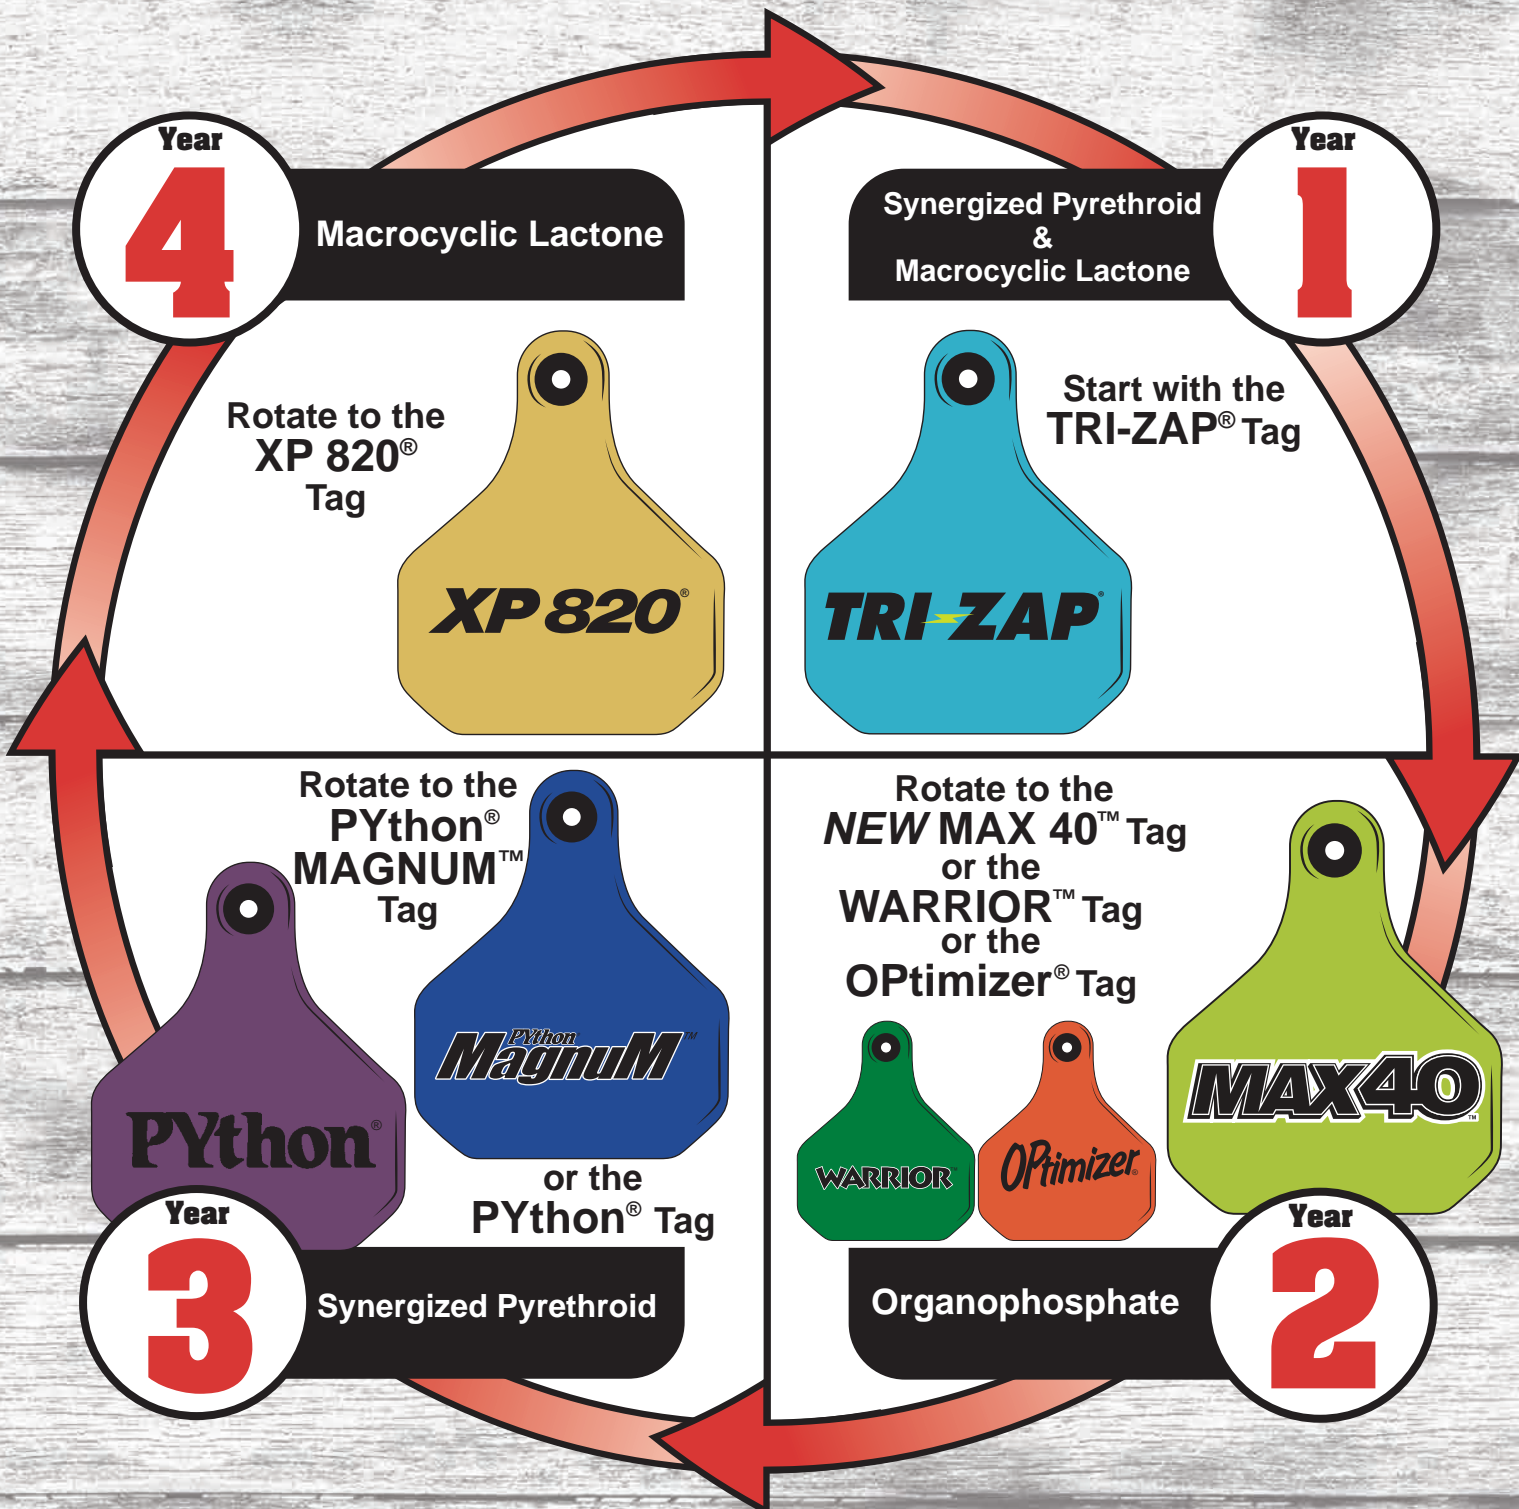 Year
1
Synergized Pyrethroid
&
Macrocyclic Lactone
Start with the
TRI-ZAP® Tag
TRI-ZAP®
Rotate to the
NEW MAX 40™ Tag
or the
WARRIOR™ Tag
or the
OPtimizer® Tag
WARRIOR™
OPtimizer®
MAX40™
Organophosphate
Year
2
Rotate to the
PYthon®
MAGNUM™
Tag
PYthon
MagnuM™
PYthon®
or the
PYthon® Tag
Year
3
Synergized Pyrethroid
Year
4
Macrocyclic Lactone
Rotate to the
XP 820®
Tag
XP 820®